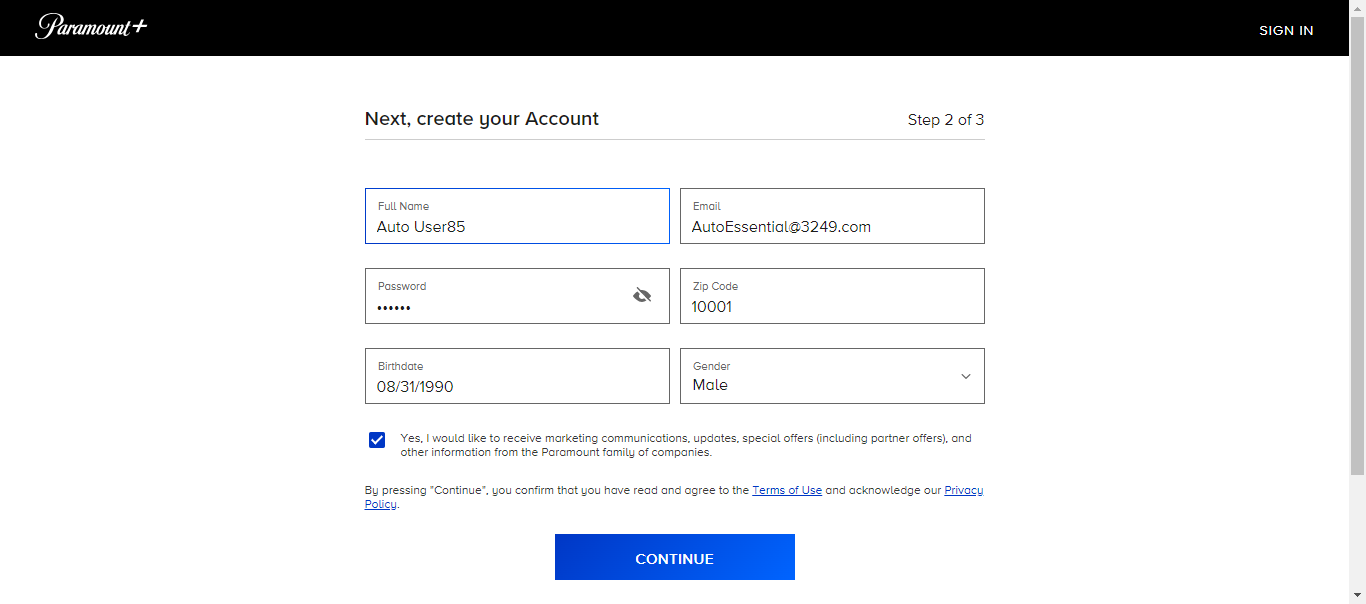 Paramount+
SIGN IN
Next, create your Account
Step 2 of 3
Full Name
Auto User85
Email
AutoEssential@3249.com
Password
••••••
Zip Code
10001
Birthdate
08/31/1990
Gender
Male
Yes, I would like to receive marketing communications, updates, special offers (including partner offers), and
other information from the Paramount family of companies.
By pressing "Continue", you confirm that you have read and agree to the Terms of Use and acknowledge our Privacy
Policy.
CONTINUE